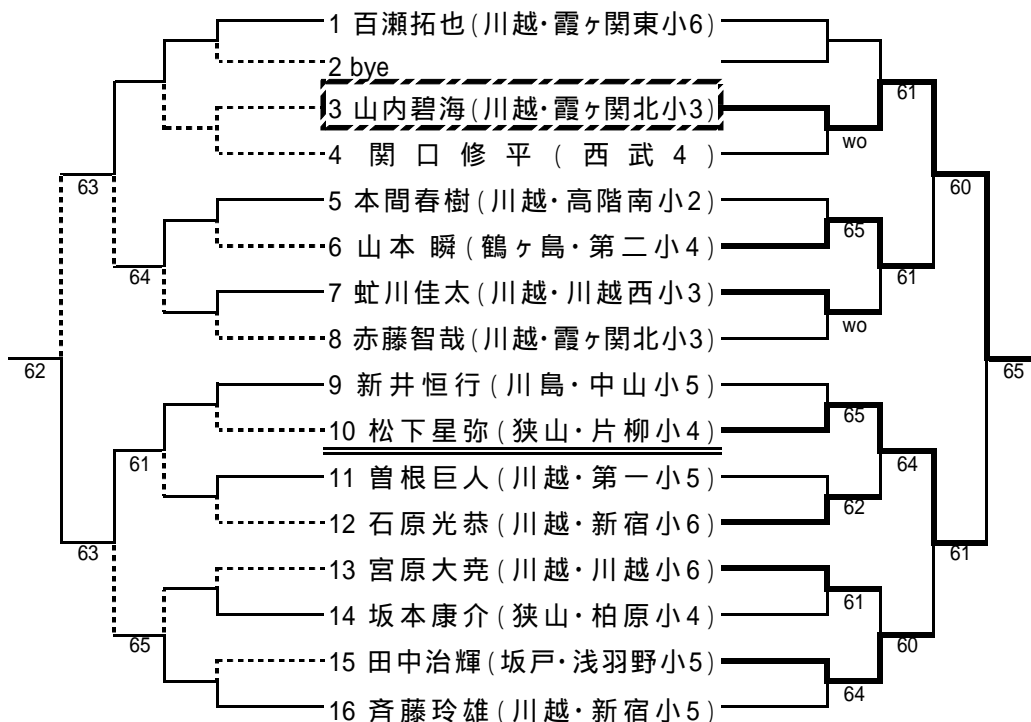 1 百瀬拓也(川越・霞ヶ関東小6)
2 bye
61
3 山内碧海(川越・霞ヶ関北小3)
wo
4 関口修平(西武4)
63
60
5 本間春樹(川越・高階南小2)
65
6 山本瞬(鶴ヶ島・第二小4)
64
61
7 虻川佳太(川越・川越西小3)
wo
8 赤藤智哉(川越・霞ヶ関北小3)
62
65
9 新井恒行(川島・中山小5)
65
10 松下星弥(狭山・片柳小4)
61
64
11 曽根巨人(川越・第一小5)
62
12 石原光恭(川越・新宿小6)
63
61
13 宮原大尭(川越・川越小6)
61
14 坂本康介(狭山・柏原小4)
65
60
15 田中治輝(坂戸・浅羽野小5)
64
16 斉藤玲雄(川越・新宿小5)